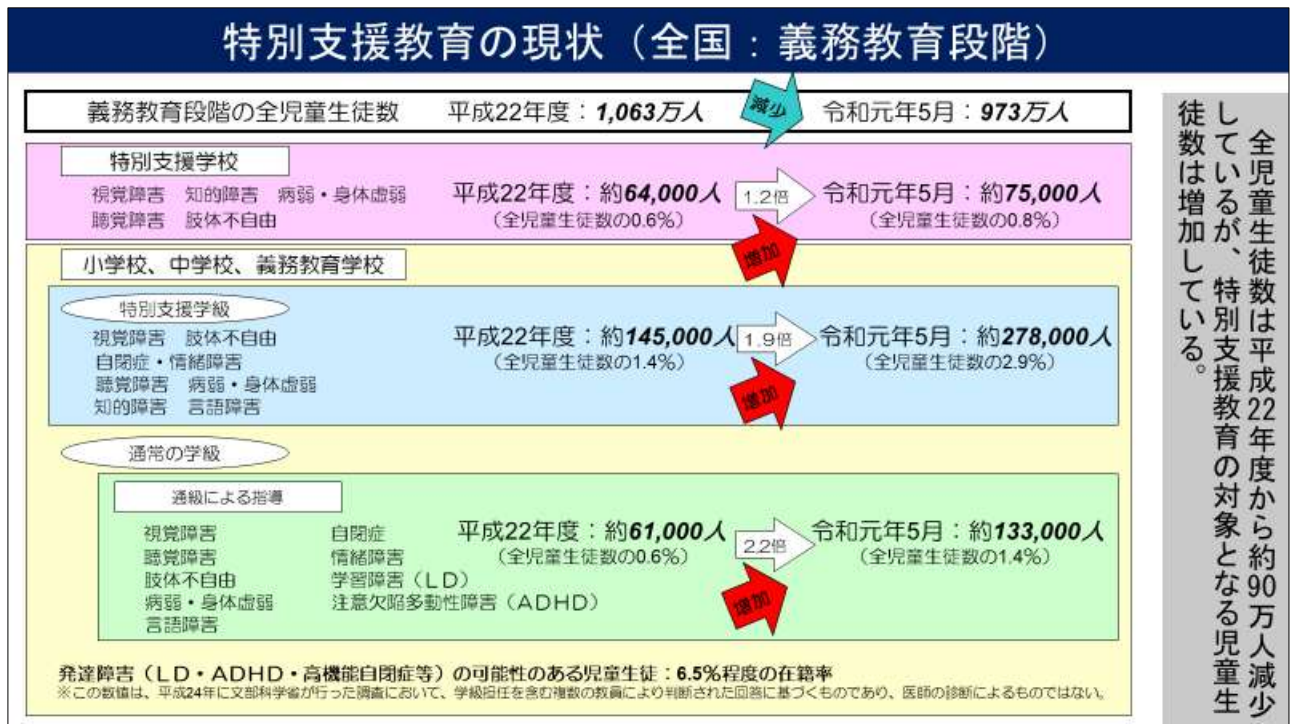 特別支援教育の現状（全国：義務教育段階）
義務教育段階の全児童生徒数　平成22年度：1,063万人　減少　令和元年5月：973万人
特別支援学校
視覚障害　知的障害　病弱・身体虚弱
聴覚障害　肢体不自由
平成22年度：約64,000人　1.2倍　令和元年5月：約75,000人
（全児童生徒数の0.6%）　（全児童生徒数の0.8%）
増加
小学校、中学校、義務教育学校
特別支援学級
視覚障害　肢体不自由
自閉症・情緒障害
聴覚障害　病弱・身体虚弱
知的障害　言語障害
平成22年度：約145,000人　1.9倍　令和元年5月：約278,000人
（全児童生徒数の1.4%）　（全児童生徒数の2.9%）
増加
通常の学級
通級による指導
視覚障害　自閉症
聴覚障害　情緒障害
肢体不自由　学習障害（ＬＤ）
病弱・身体虚弱　注意欠陥多動性障害（ＡＤＨＤ）
言語障害
平成22年度：約61,000人　2.2倍　令和元年5月：約133,000人
（全児童生徒数の0.6%）　（全児童生徒数の1.4%）
増加
発達障害（ＬＤ・ＡＤＨＤ・高機能自閉症等）の可能性のある児童生徒：6.5%程度の在籍率
※この数値は、平成24年に文部科学省が行った調査において、学級担任を含む複数の教員により判断された回答に基づくものであり、医師の診断によるものではない。
全児童生徒数は平成22年度から約90万人減少
しているが、特別支援教育の対象となる児童生
徒数は増加している。